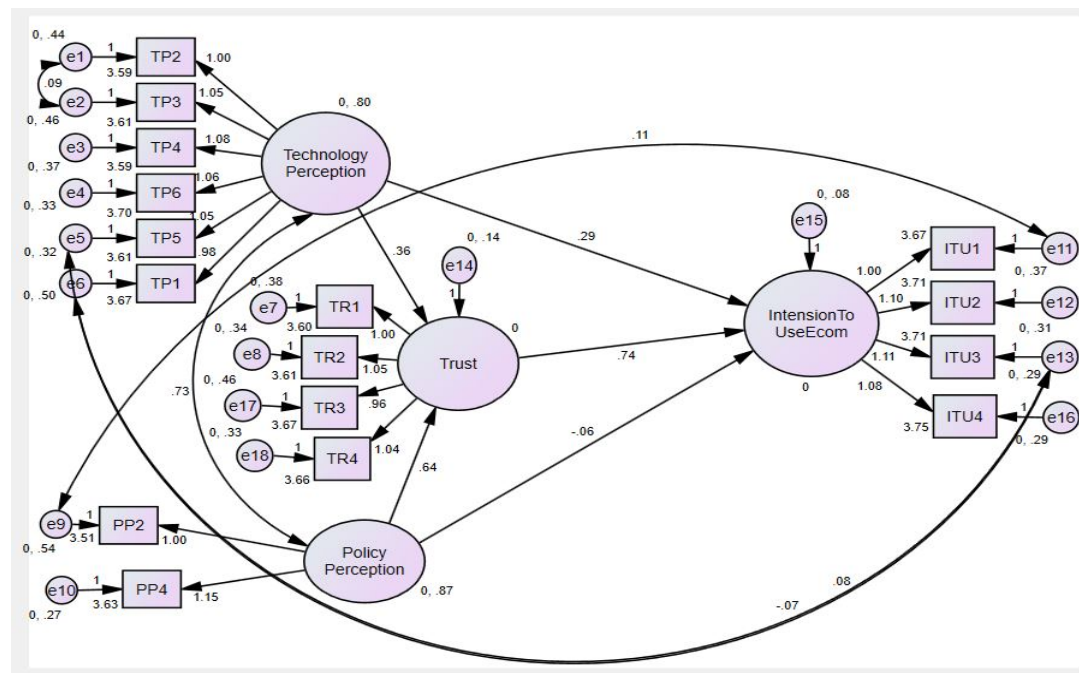 0, .44
e1
1
3.59
TP2
1.00
.09
e2
1
3.61
TP3
1.05
0, .46
e3
1
3.59
TP4
1.08
0, .37
e4
1
3.70
TP6
1.06
0, .33
e5
1
3.61
TP5
1.05
0, .32
e6
1
3.67
TP1
.98
0, .50
0, .80
Technology
Perception
.11
.36
.29
0, .14
e14
1
0, .08
e15
1
0, .38
e7
1
3.60
TR1
1.00
0, .34
e8
1
3.61
TR2
1.05
0, .46
e17
1
3.67
TR3
.96
0, .33
e18
1
3.66
TR4
1.04
0
Trust
.73
.74
.64
-.06
IntensionTo
UseEcom
0
3.67
ITU1
1
e11
1.00
0, .37
3.71
ITU2
1
e12
1.10
0, .31
3.71
ITU3
1
e13
1.11
0, .29
1.08
3.75
ITU4
1
e16
0, .29
e9
1
3.51
PP2
1.00
0, .54
Policy
Perception
0, .87
e10
1
3.63
PP4
1.15
0, .27
.08
-.07